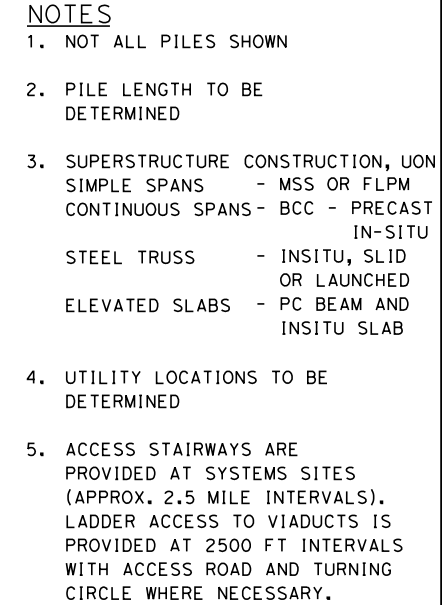 NOTES
1. NOT ALL PILES SHOWN
2. PILE LENGTH TO BE
DETERMINED
3. SUPERSTRUCTURE CONSTRUCTION, UON
SIMPLE SPANS - MSS OR FLPM
CONTINUOUS SPANS- BCC - PRECAST
IN-SITU
STEEL TRUSS - INSITU, SLID
OR LAUNCHED
ELEVATED SLABS - PC BEAM AND
INSITU SLAB
4. UTILITY LOCATIONS TO BE
DETERMINED
5. ACCESS STAIRWAYS ARE
PROVIDED AT SYSTEMS SITES
(APPROX. 2.5 MILE INTERVALS).
LADDER ACCESS TO VIADUCTS IS
PROVIDED AT 2500 FT INTERVALS
WITH ACCESS ROAD AND TURNING
CIRCLE WHERE NECESSARY.